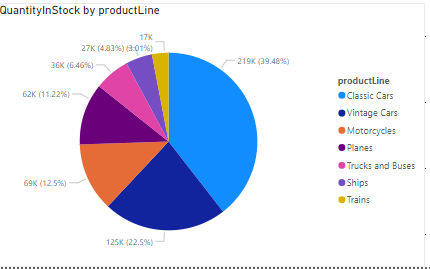 QuantityInStock by productLine
17K
27K (4.83%) (3.01%)
36K (6.46%)
219K (39.48%)
62K (11.22%)
69K (12.5%)
125K (22.5%)
productLine
Classic Cars
Vintage Cars
Motorcycles
Planes
Trucks and Buses
Ships
Trains